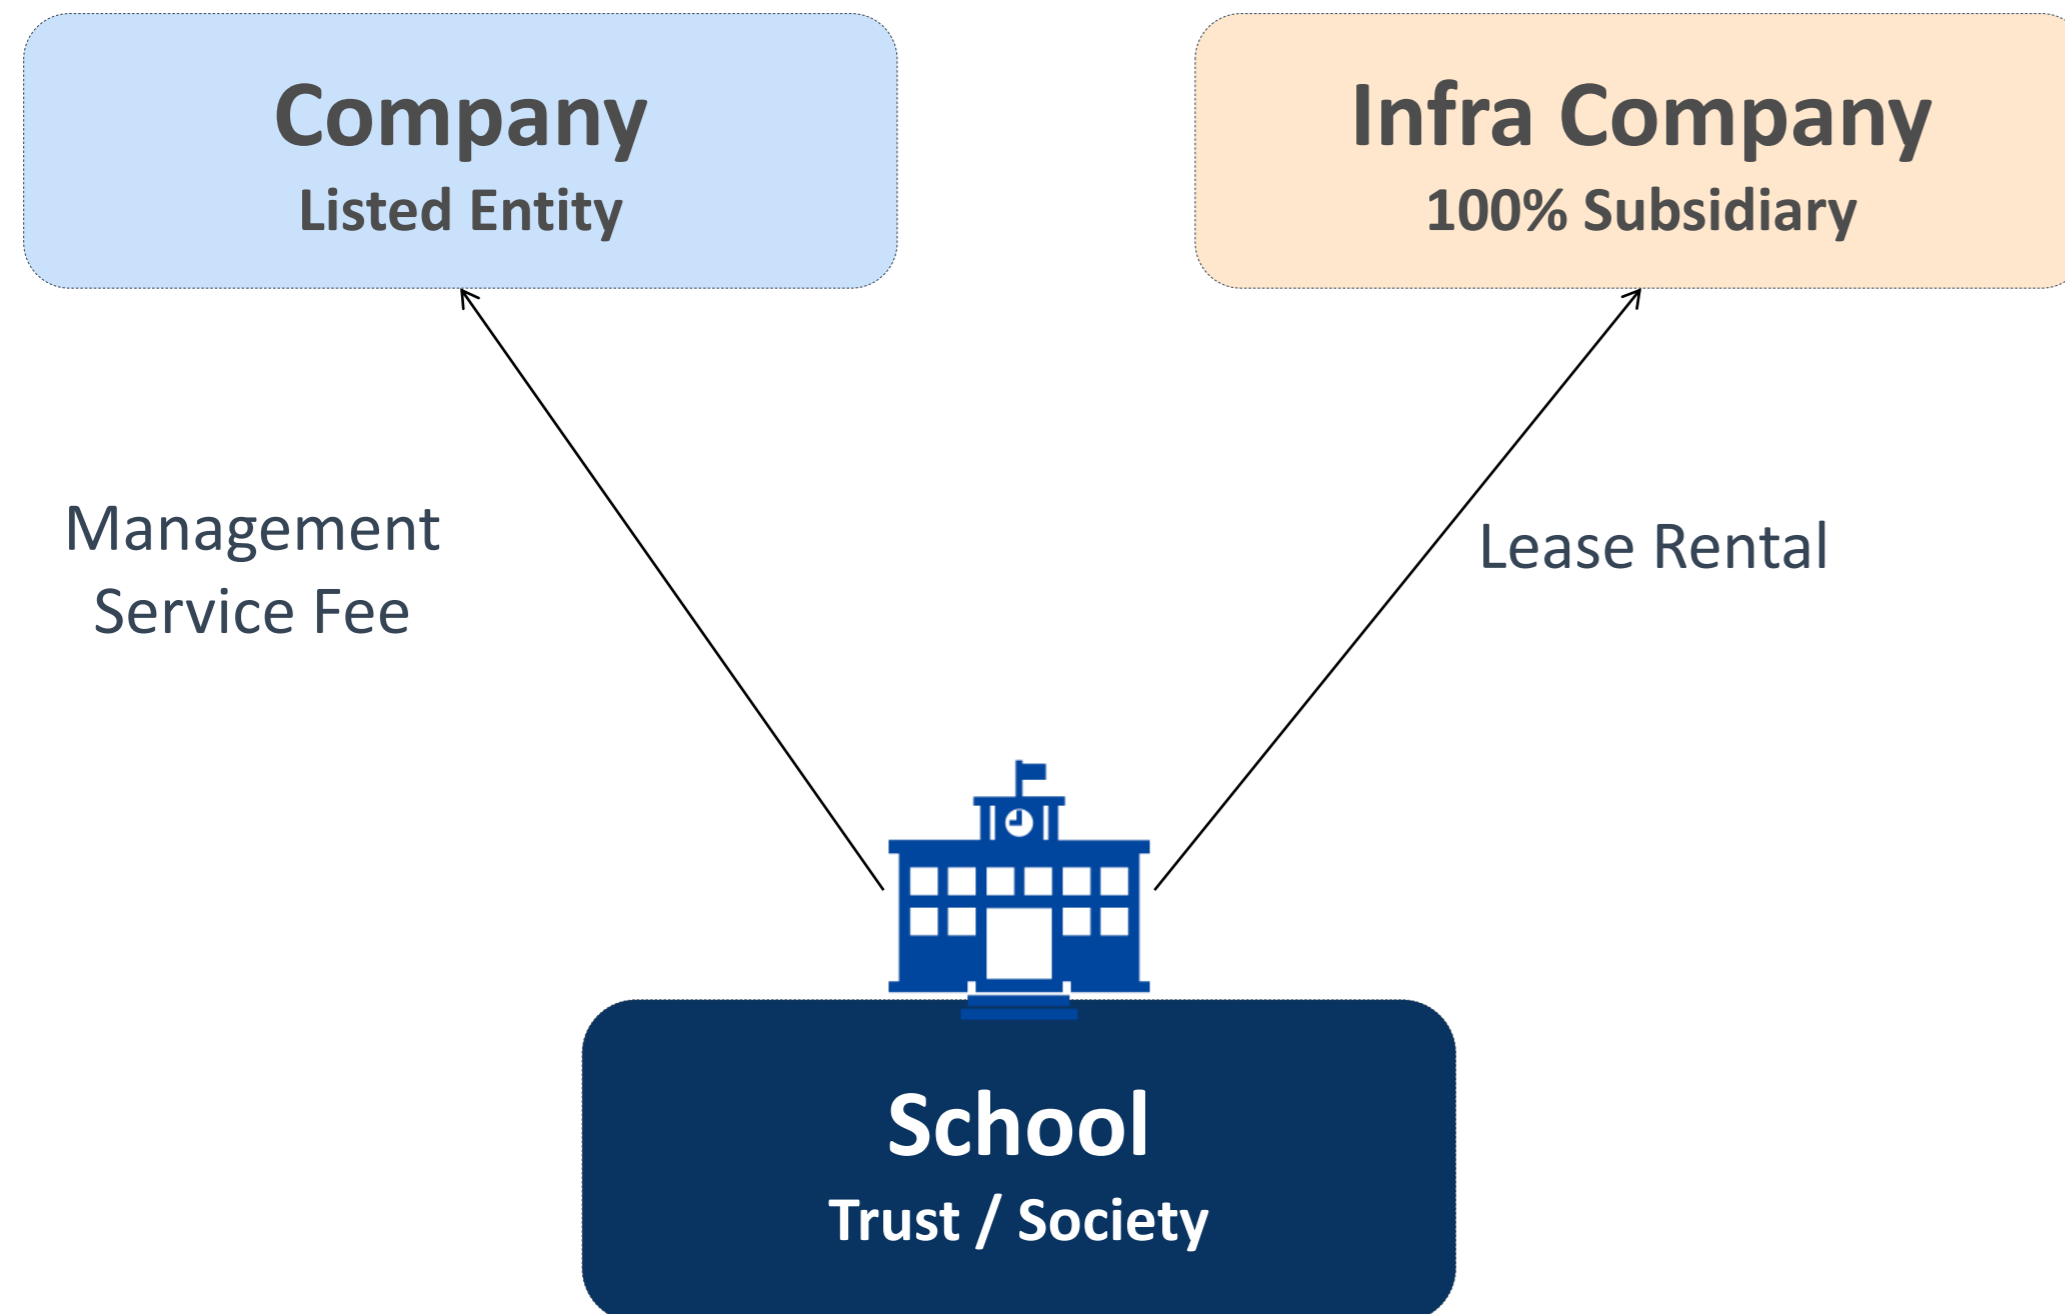 Company
Listed Entity
Infra Company
100% Subsidiary
Management
Service Fee
Lease Rental
School
Trust / Society